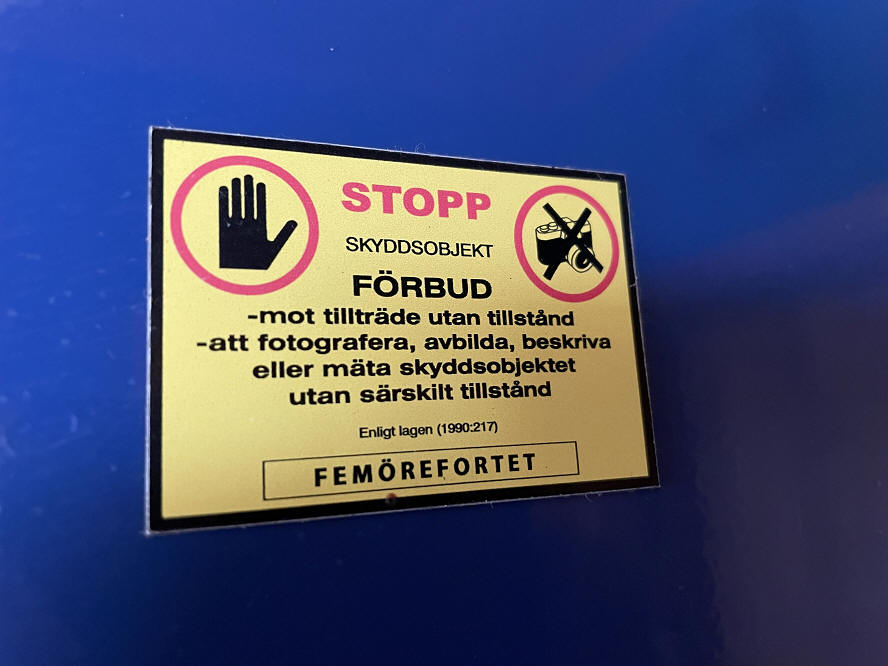 STOPP
SKYDDSOBJEKT
FÖRBUD
-mot tillträde utan tillstånd
-att fotografera, avbilda, beskriva
eller mäta skyddsobjektet
utan särskilt tillstånd
Enligt lagen (1990:217)
FEMÖREFORTET